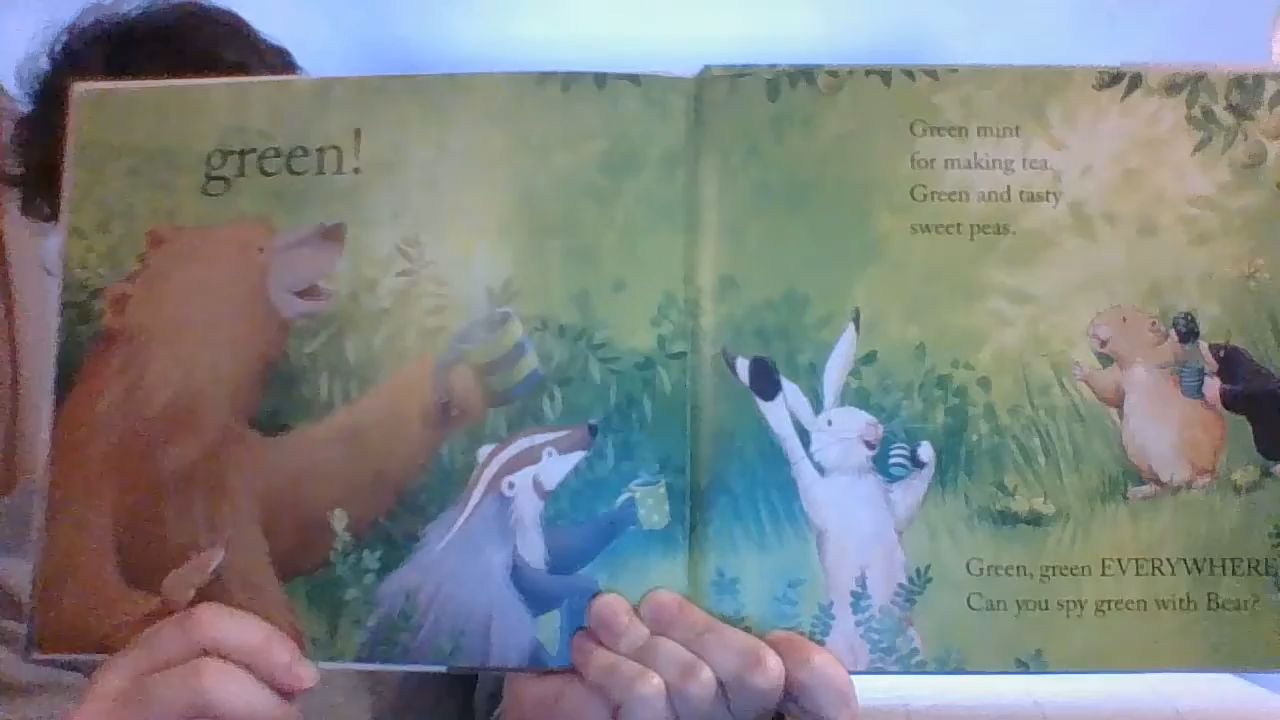 green!
Green mint
for making tea.
Green and tasty
sweet peas.
Green, green EVERYWHERE
Can you spy green with Bear?